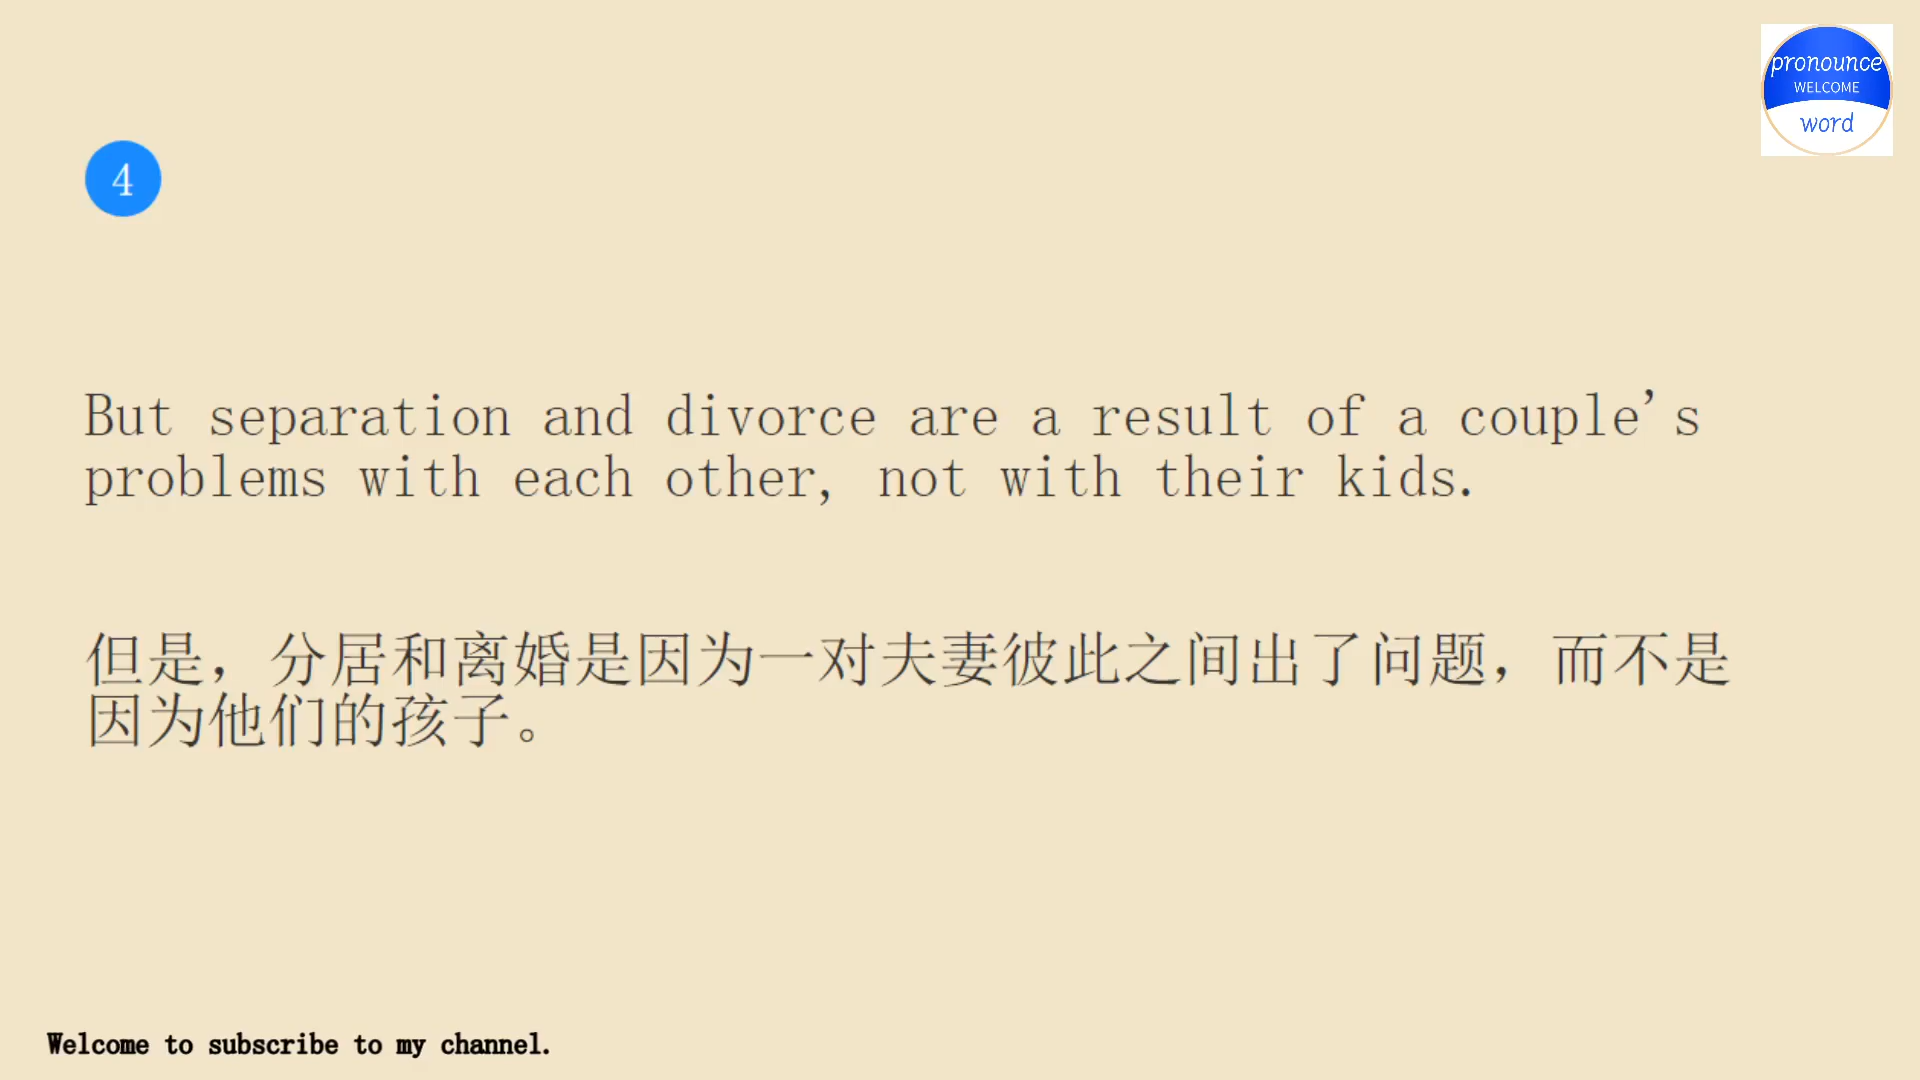 pronounce
WELCOME
word
4
But separation and divorce are a result of a couple's
problems with each other, not with their kids.
但是，分居和离婚是因为一对夫妻彼此之间出了问题，而不是
因为他们的孩子。
Welcome to subscribe to my channel.